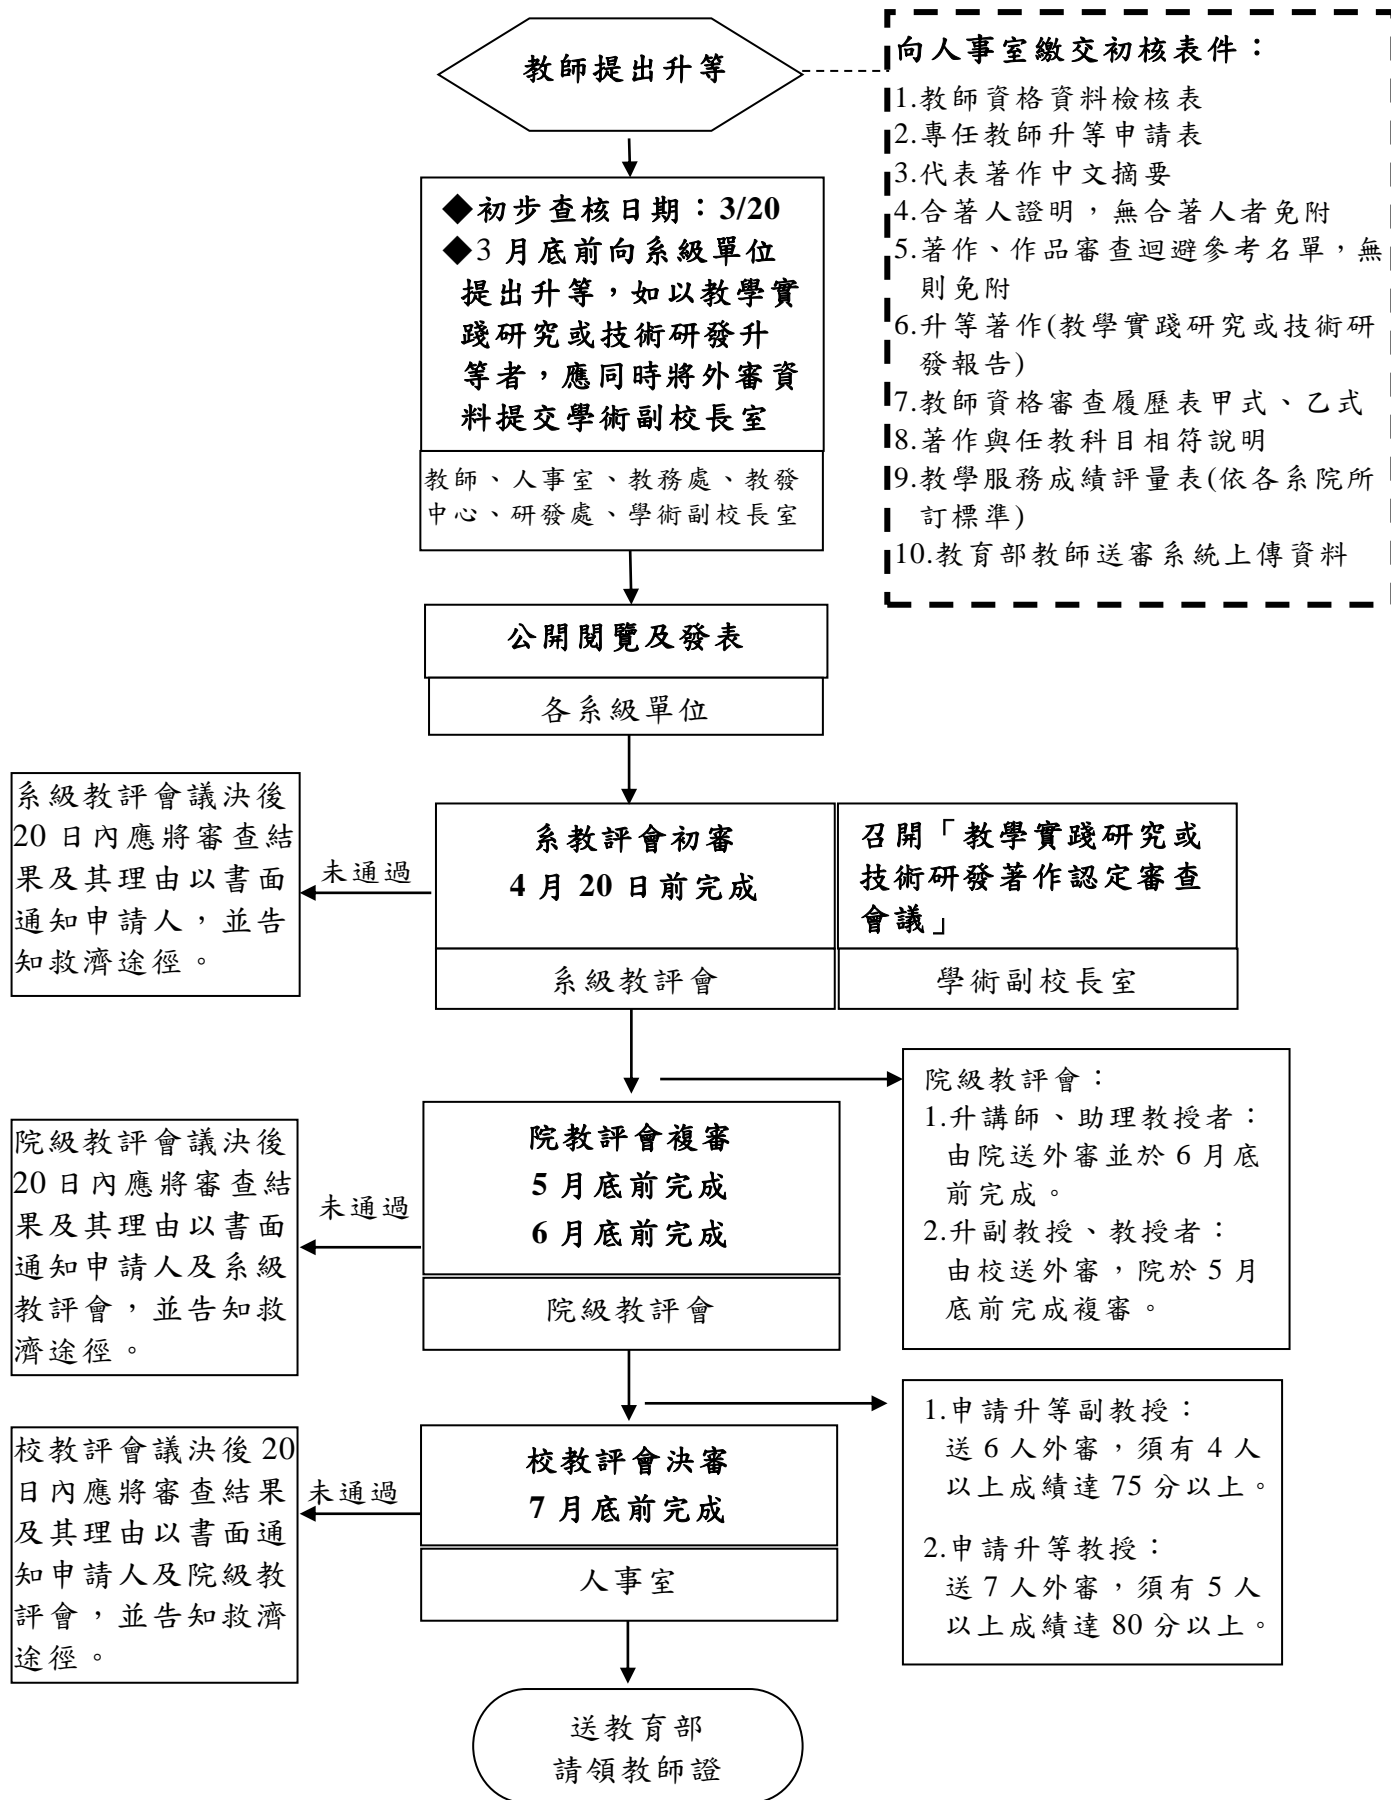 教師提出升等
向人事室繳交初核表件：
1.教師資格資料檢核表
2.專任教師升等申請表
3.代表著作中文摘要
4.合著人證明，無合著人者免附
5.著作、作品審查迴避參考名單，無
則免附
6.升等著作(教學實踐研究或技術研
發報告)
7.教師資格審查履歷表甲式、乙式
8.著作與任教科目相符說明
9.教學服務成績評量表(依各系院所
訂標準)
10.教育部教師送審系統上傳資料
◆初步查核日期：3/20
◆3 月底前向系級單位
提出升等，如以教學實
踐研究或技術研發升
等者，應同時將外審資
料提交學術副校長室
教師、人事室、教務處、教發
中心、研發處、學術副校長室
公開閱覽及發表
各系級單位
系教評會初審
4 月 20 日前完成
系級教評會
召開「教學實踐研究或
技術研發著作認定審查
會議」
學術副校長室
未通過
系級教評會議決後
20 日內應將審查結
果及其理由以書面
通知申請人，並告
知救濟途徑。
院教評會複審
5 月底前完成
6 月底前完成
院級教評會
院級教評會：
1.升講師、助理教授者：
由院送外審並於 6 月底
前完成。
2.升副教授、教授者：
由校送外審，院於 5 月
底前完成複審。
未通過
院級教評會議決後
20 日內應將審查結
果及其理由以書面
通知申請人及系級
教評會，並告知救
濟途徑。
校教評會決審
7 月底前完成
人事室
1.申請升等副教授：
送 6 人外審，須有 4 人
以上成績達 75 分以上。
2.申請升等教授：
送 7 人外審，須有 5 人
以上成績達 80 分以上。
未通過
校教評會議決後 20
日內應將審查結果
及其理由以書面通
知申請人及院級教
評會，並告知救濟
途徑。
送教育部
請領教師證